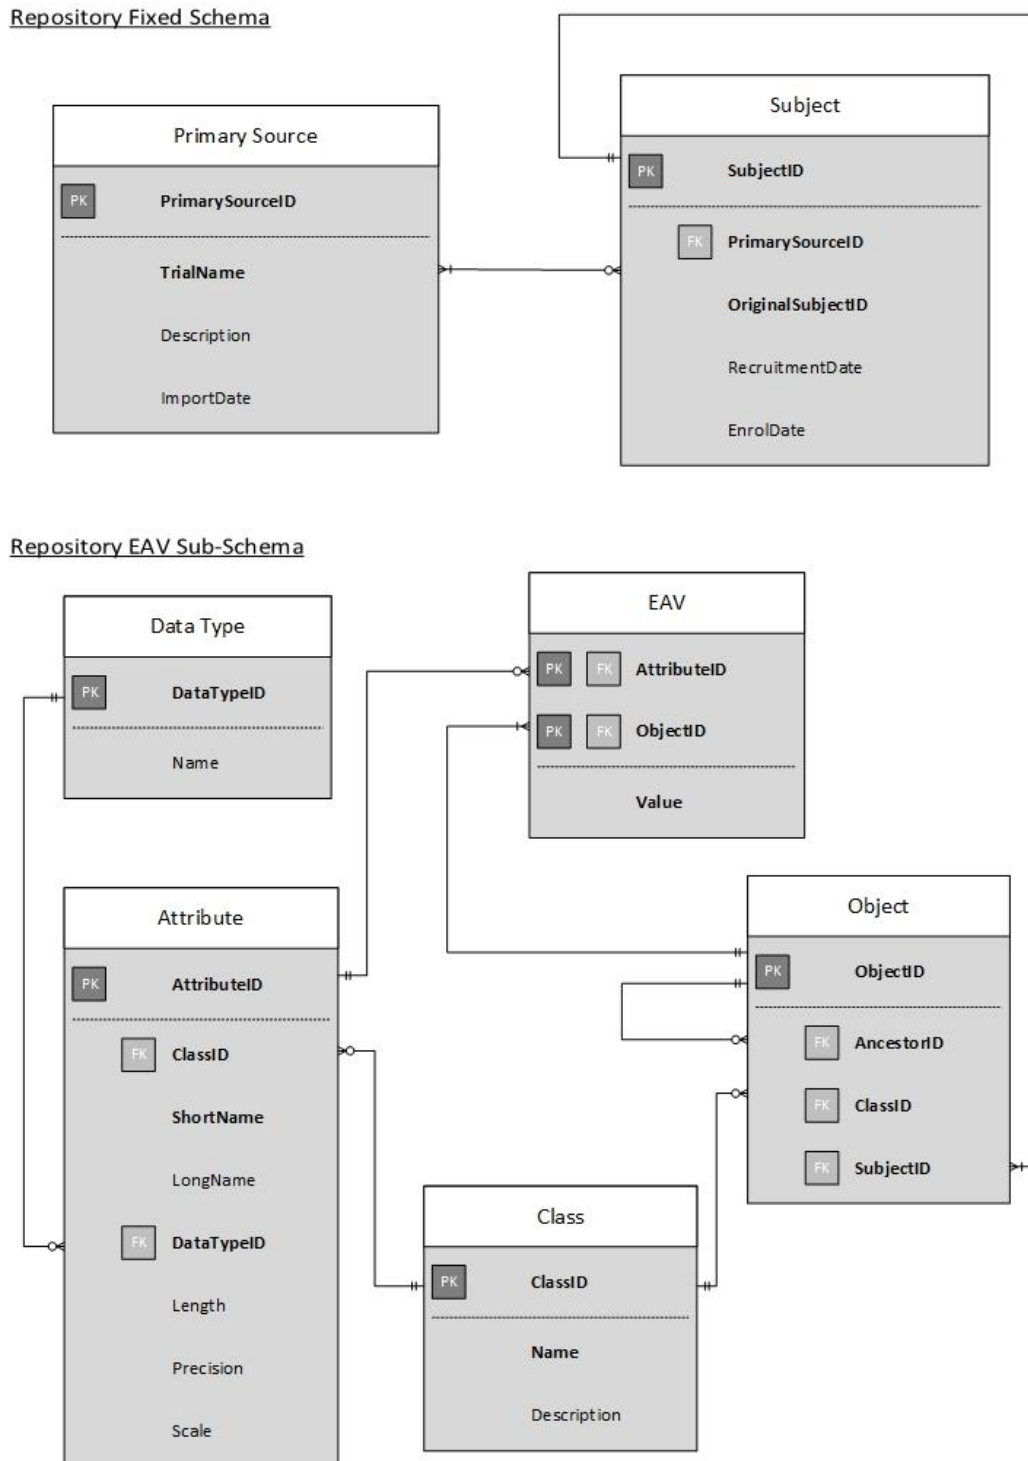 Repository Fixed Schema
Primary Source
PK PrimarySourceID
TrialName
Description
ImportDate
Subject
PK SubjectID
FK PrimarySourceID
OriginalSubjectID
RecruitmentDate
EnrolDate
Repository EAV Sub-Schema
Data Type
PK DataTypeID
Name
EAV
PK FK AttributeID
PK FK ObjectID
Value
Attribute
PK AttributeID
FK ClassID
ShortName
LongName
FK DataTypeID
Length
Precision
Scale
Class
PK ClassID
Name
Description
Object
PK ObjectID
FK AncestorID
FK ClassID
FK SubjectID